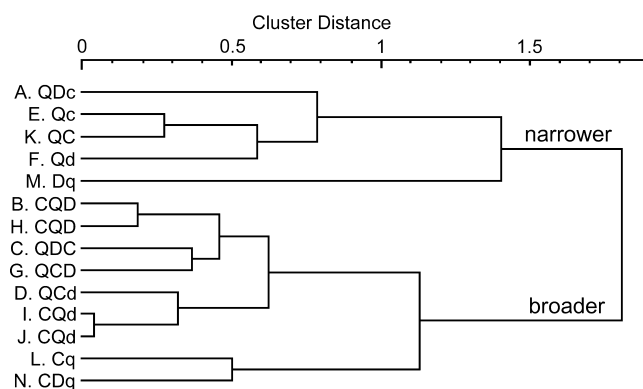 Cluster Distance
0 0.5 1 1.5
A. QDc
E. Qc
K. QC
F. Qd
M. Dq
narrower
B. CQD
H. CQD
C. QDC
G. QCD
D. QCd
I. CQd
J. CQd
broader
L. Cq
N. CDq